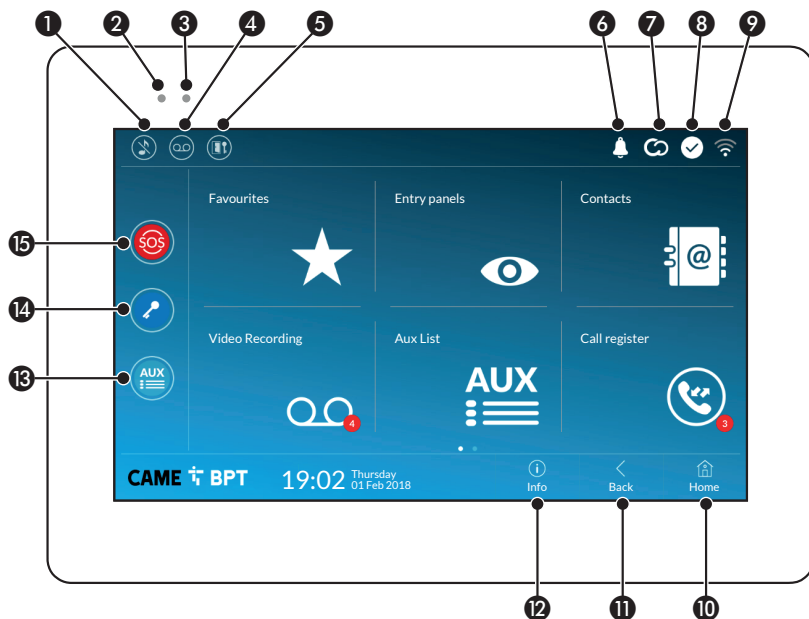 1 2 3 4 5 6 7 8 9
Favourites Entry panels Contacts
15 SOS @
14
Video Recording Aux List Call register
13 AUX AUX
4 3
CAME BPT 19:02 Thursday
01 Feb 2018
i
Info Back Home
12 11 10